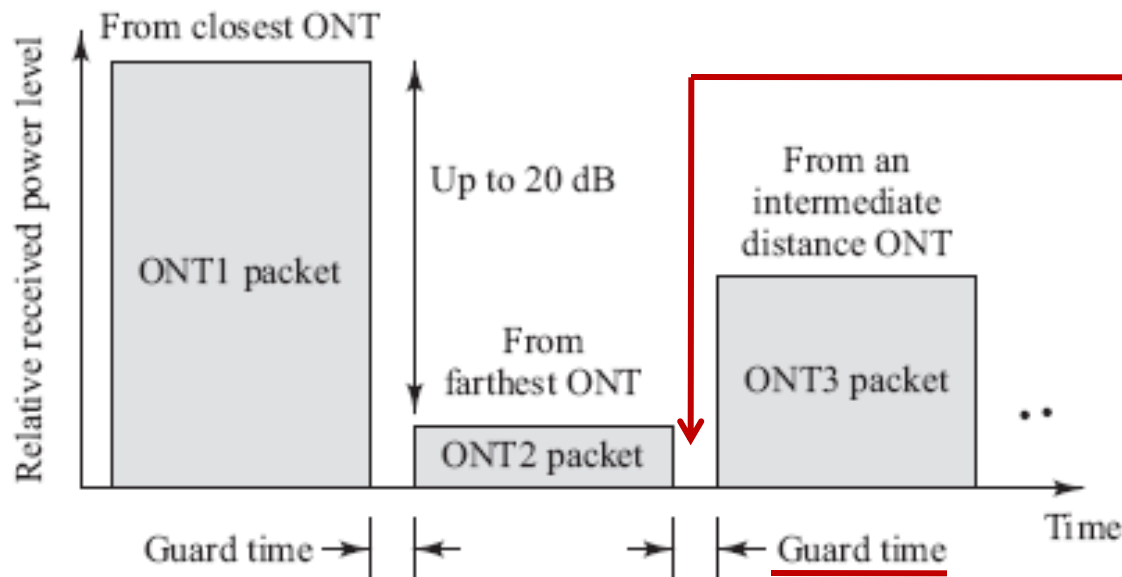 From closest ONT
Relative received power level
Up to 20 dB
From an
intermediate
distance ONT
ONT1 packet
From
farthest ONT
ONT3 packet
ONT2 packet
Time
Guard time
Guard time